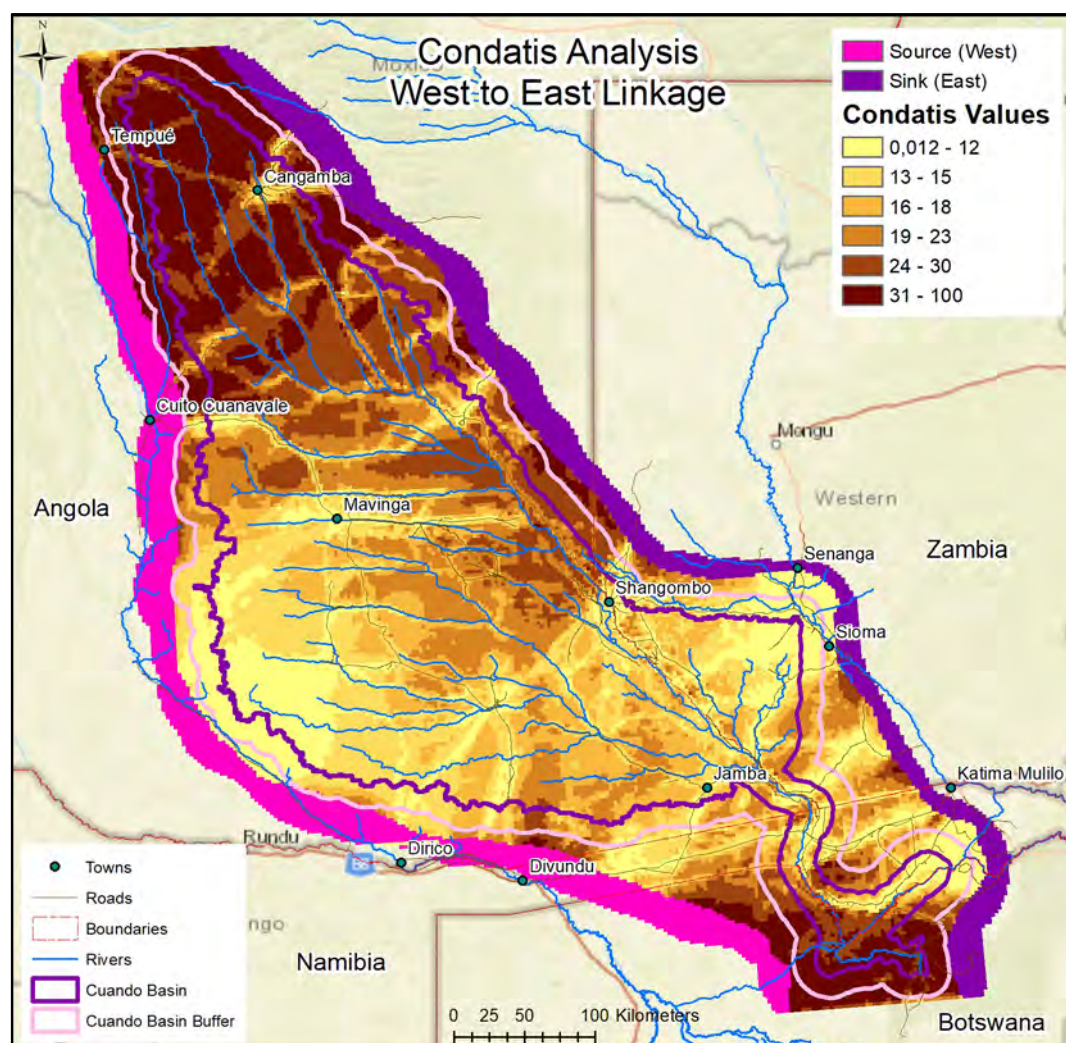 N
Condatis Analysis
West to East Linkage
Moxico
Source (West)
Sink (East)
Condatis Values
0,012 - 12
13 - 15
16 - 18
19 - 23
24 - 30
31 - 100
Tempué
Cangamba
Cuito Cuanavale
Mongu
Angola
Mavinga
Western
Zambia
Senanga
Shangombo
Sioma
Jamba
Katima Mulilo
Rundu
Dirico
Divundu
ngo
Namibia
Botswana
Towns
Roads
Boundaries
Rivers
Cuando Basin
Cuando Basin Buffer
0 25 50 100 Kilometers